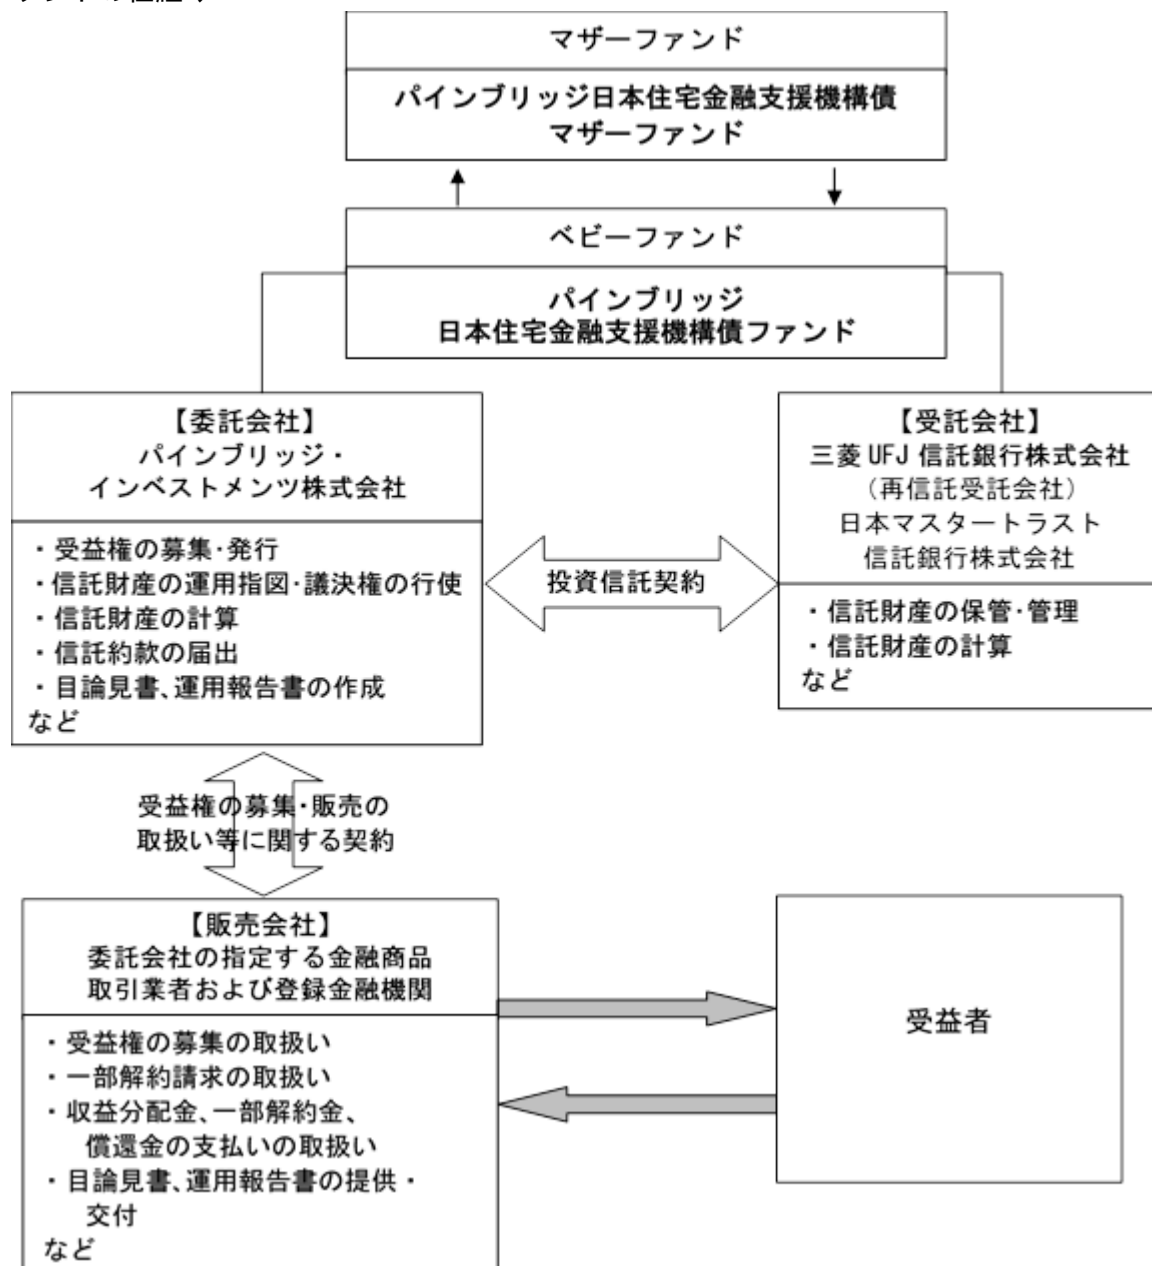 マザーファンド
パインブリッジ日本住宅金融支援機構債
マザーファンド
ベビーファンド
パインブリッジ
日本住宅金融支援機構債ファンド
【委託会社】
パインブリッジ・
インベストメンツ株式会社
・受益権の募集・発行
・信託財産の運用指図・議決権の行使
・信託財産の計算
・信託約款の届出
・目論見書、運用報告書の作成
など
投資信託契約
【受託会社】
三菱 UFJ 信託銀行株式会社
（再信託受託会社）
日本マスタートラスト
信託銀行株式会社
・信託財産の保管・管理
・信託財産の計算
など
受益権の募集・販売の
取扱い等に関する契約
【販売会社】
委託会社の指定する金融商品
取引業者および登録金融機関
・受益権の募集の取扱い
・一部解約請求の取扱い
・収益分配金、一部解約金、
償還金の支払いの取扱い
・目論見書、運用報告書の提供・
交付
など
受益者